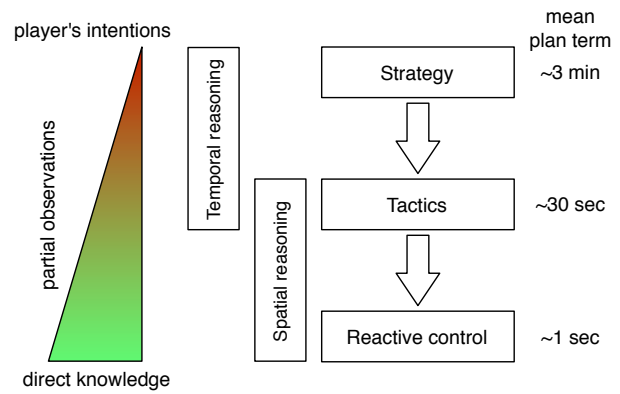 mean
plan term
player's intentions
partial observations
direct knowledge
Temporal reasoning
Spatial reasoning
Strategy
~3 min
Tactics
~30 sec
Reactive control
~1 sec